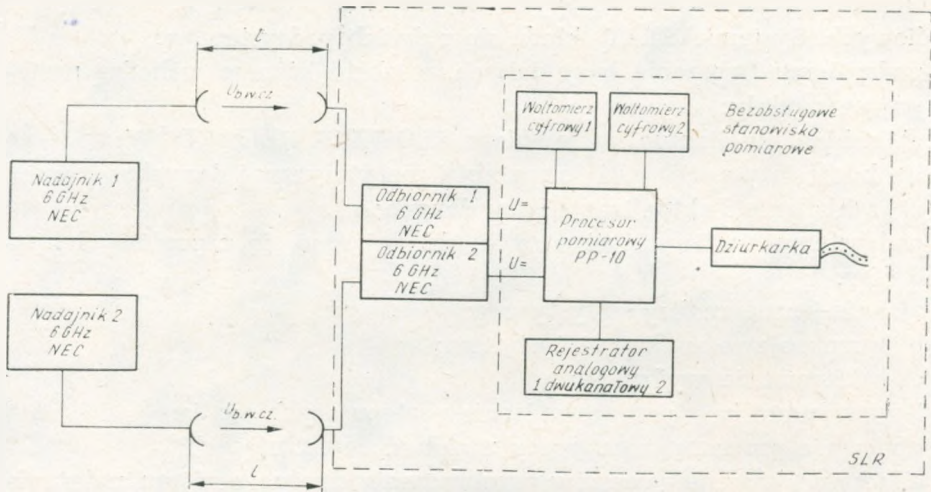 l
U b.w.cz.
Nadajnik 1
6 GHz
NEC
Woltomierz
cyfrowy 1
Woltomierz
cyfrowy 2
Bezobsługowe
stanowisko
pomiarowe
Odbiornik 1
6 GHz
NEC
Odbiornik 2
6 GHz
NEC
U=
U=
Procesor
pomiarowy
PP-10
Dziurkarka
Nadajnik 2
6 GHz
NEC
Rejestrator
analogowy
1 dwukanałowy 2
U b.w.cz.
l
SLR